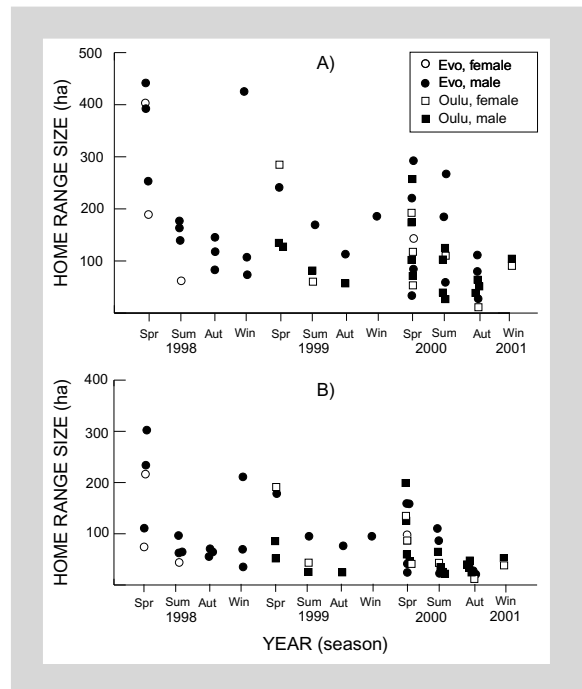 HOME RANGE SIZE (ha)
500
400
300
200
100
A)
Evo, female
Evo, male
Oulu, female
Oulu, male
Spr Sum Aut Win Spr Sum Aut Win Spr Sum Aut Win
1998 1999 2000 2001
HOME RANGE SIZE (ha)
400
300
200
100
B)
Spr Sum Aut Win Spr Sum Aut Win Spr Sum Aut Win
1998 1999 2000 2001
YEAR (season)